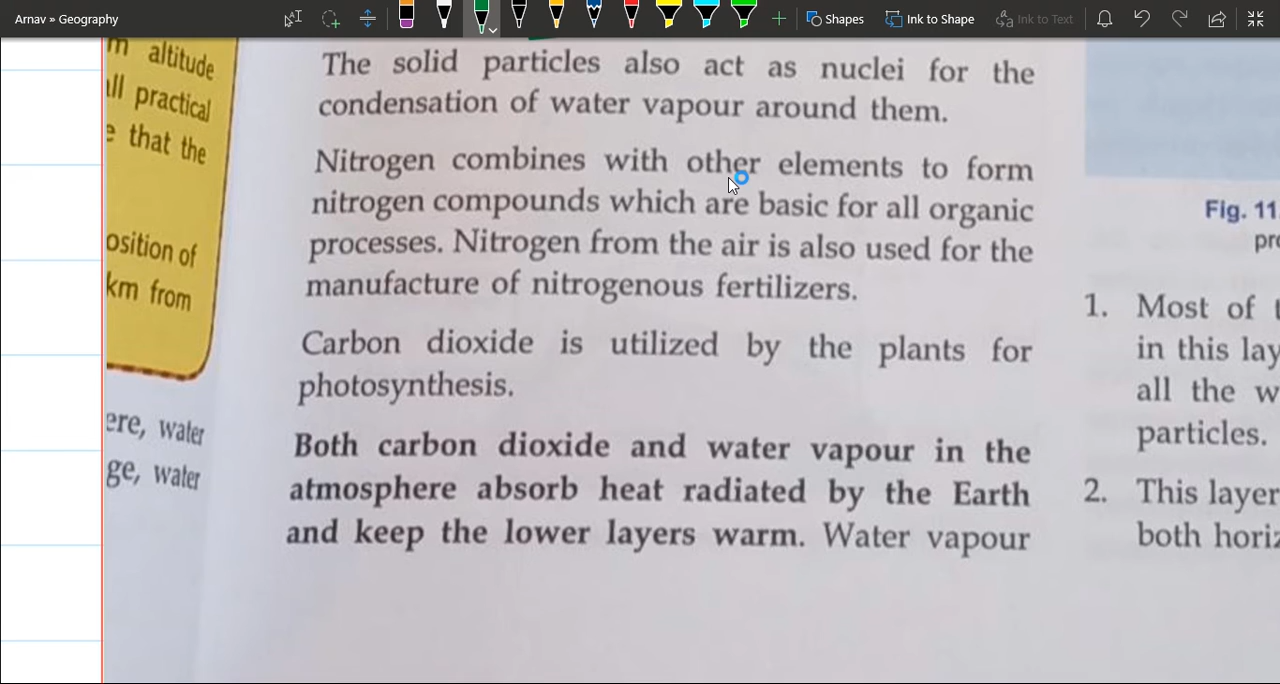 Arnav » Geography
Shapes
Ink to Shape
Ink to Text
altitude
practical
that the
osition of
km from
ere, water
ge, water
The solid particles also act as nuclei for the
condensation of water vapour around them.
Nitrogen combines with other elements to form
nitrogen compounds which are basic for all organic
processes. Nitrogen from the air is also used for the
manufacture of nitrogenous fertilizers.
Carbon dioxide is utilized by the plants for
photosynthesis.
Both carbon dioxide and water vapour in the
atmosphere absorb heat radiated by the Earth
and keep the lower layers warm. Water vapour
Fig. 11
pro
1. Most of
in this lay
all the w
particles.
2. This layer
both horiz